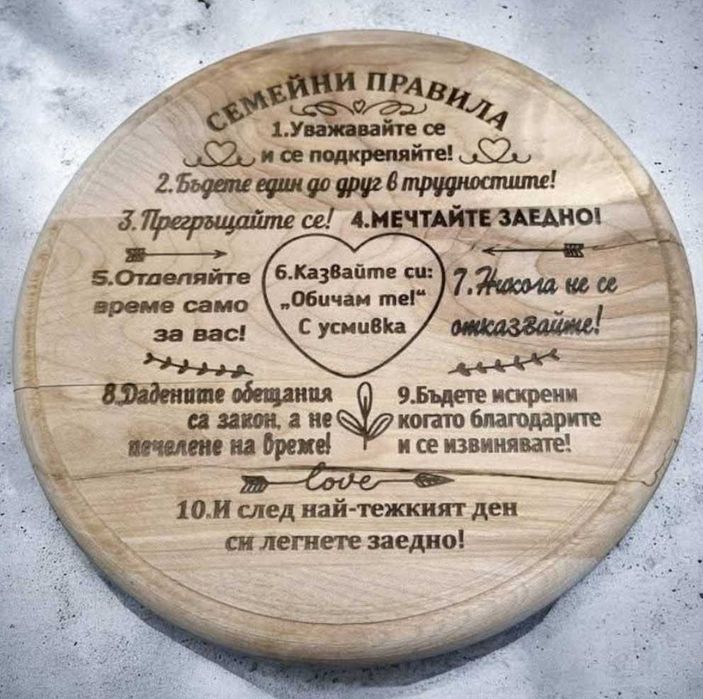 СЕМЕЙНИ ПРАВИЛА
1.Уважавайте се
и се подкрепяйте!
2.Бъдете един до друг в трудностите!
3.Прегръщайте се! 4.МЕЧТАЙТЕ ЗАЕДНО!
5.Отделяйте
време само
за вас!
6.Казвайте си:
„Обичам те!“
С усмивка
7.Никога не се
отказвайте!
8.Дадените обещания
са закон, а не
печелене на време!
9.Бъдете искрени
когато благодарите
и се извинявате!
love
10.И след най-тежкият ден
си легнете заедно!